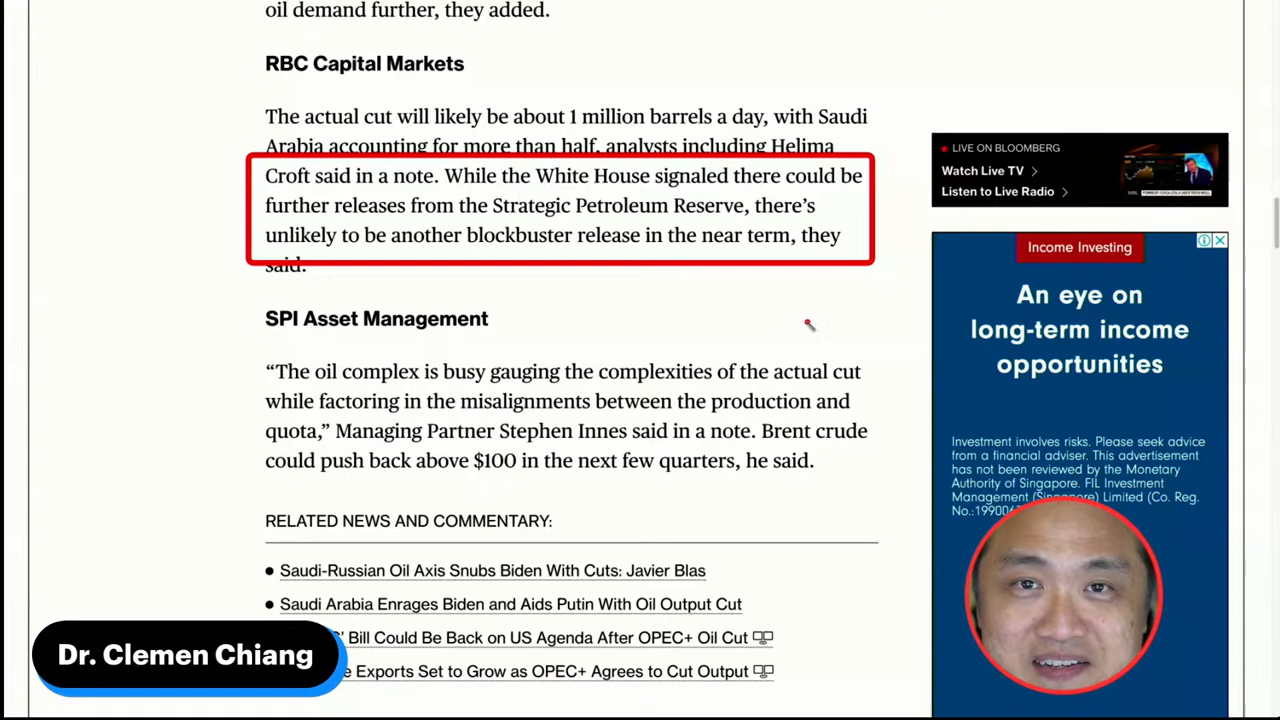 oil demand further, they added.
RBC Capital Markets
The actual cut will likely be about 1 million barrels a day, with Saudi
Arabia accounting for more than half, analysts including Helima
Croft said in a note. While the White House signaled there could be
further releases from the Strategic Petroleum Reserve, there’s
unlikely to be another blockbuster release in the near term, they
said.
SPI Asset Management
“The oil complex is busy gauging the complexities of the actual cut
while factoring in the misalignments between the production and
quota,” Managing Partner Stephen Innes said in a note. Brent crude
could push back above $100 in the next few quarters, he said.
RELATED NEWS AND COMMENTARY:
Saudi-Russian Oil Axis Snubs Biden With Cuts: Javier Blas
Saudi Arabia Enrages Biden and Aids Putin With Oil Output Cut
Bill Could Be Back on US Agenda After OPEC+ Oil Cut
Exports Set to Grow as OPEC+ Agrees to Cut Output
Dr. Clemen Chiang
LIVE ON BLOOMBERG
Watch Live TV
Listen to Live Radio
Income Investing
An eye on
long-term income
opportunities
Investment involves risks. Please seek advice
from a financial adviser. This advertisement
has not been reviewed by the Monetary
Authority of Singapore. FIL Investment
Management (Singapore) Limited (Co. Reg.